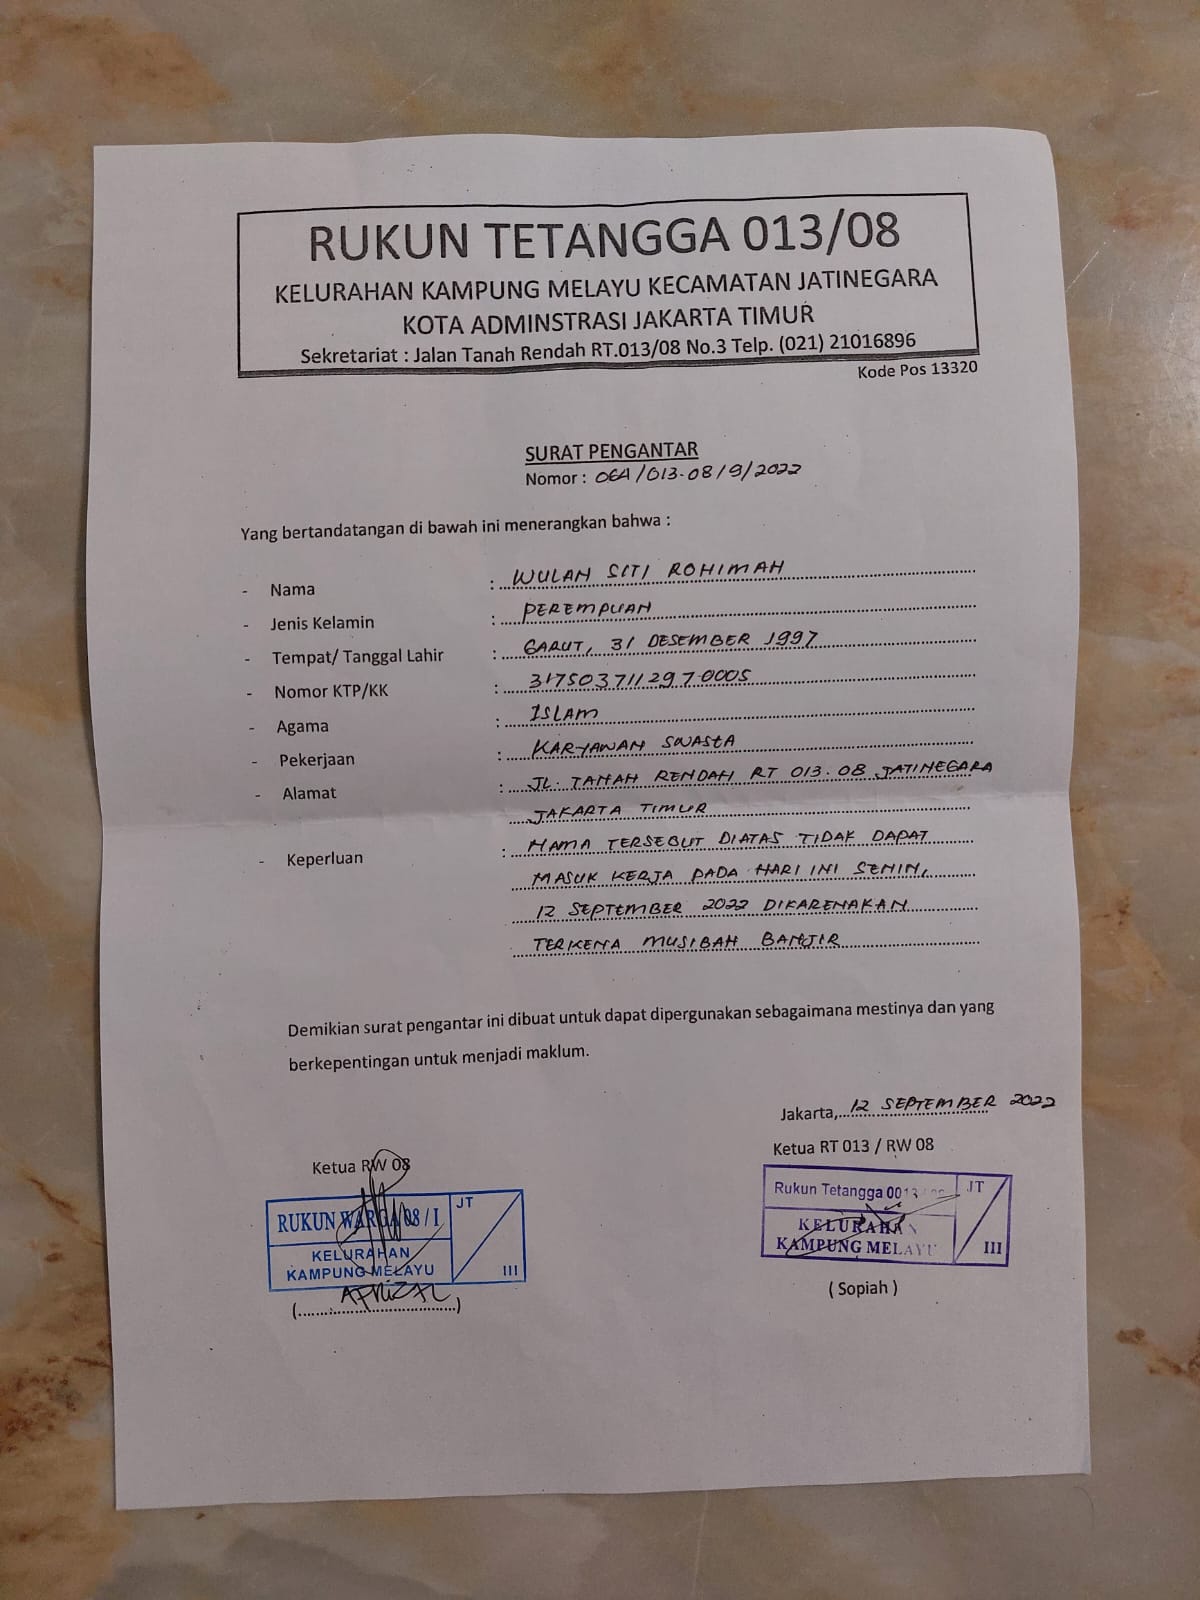 RUKUN TETANGGA 013/08
KELURAHAN KAMPUNG MELAYU KECAMATAN JATINEGARA
KOTA ADMINSTRASI JAKARTA TIMUR
Sekretariat : Jalan Tanah Rendah RT.013/08 No.3 Telp. (021) 21016896
Kode Pos 13320
SURAT PENGANTAR
Nomor : 064/013-08/9/2022
Yang bertandatangan di bawah ini menerangkan bahwa :
- Nama : WULAN SITI ROHIMAH
- Jenis Kelamin : PEREMPUAN
- Tempat/ Tanggal Lahir : GARUT, 31 DESEMBER 1997
- Nomor KTP/KK : 3175037112970005
- Agama : ISLAM
- Pekerjaan : KARYAWAN SWASTA
- Alamat : JL. TANAH RENDAH RT 013.08 JATINEGARA
JAKARTA TIMUR
- Keperluan : NAMA TERSEBUT DIATAS TIDAK DAPAT
MASUK KERJA PADA HARI INI SENIN,
12 SEPTEMBER 2022 DIKARENAKAN
TERKENA MUSIBAH BANJIR
Demikian surat pengantar ini dibuat untuk dapat dipergunakan sebagaimana mestinya dan yang
berkepentingan untuk menjadi maklum.
Jakarta, 12 SEPTEMBER 2022
Ketua RT 013 / RW 08
Ketua RW 08
RUKUN WARGA 08 / I JT
KELURAHAN
KAMPUNG MELAYU III
(AFRIZAL)
Rukun Tetangga 0013 JT
KELURAHAN
KAMPUNG MELAYU III
( Sopiah )